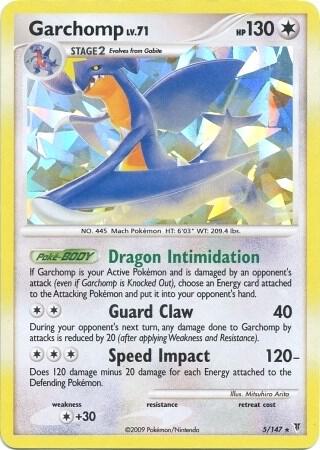 Garchomp LV.71 HP 130
STAGE2 Evolves from Gabite
NO. 445 Mach Pokémon HT: 6'03" WT: 209.4 lbs.
Poké-BODY Dragon Intimidation
If Garchomp is your Active Pokémon and is damaged by an opponent's
attack (even if Garchomp is Knocked Out), choose an Energy card attached
to the Attacking Pokémon and put it into your opponent's hand.
Guard Claw 40
During your opponent's next turn, any damage done to Garchomp by
attacks is reduced by 20 (after applying Weakness and Resistance).
Speed Impact 120-
Does 120 damage minus 20 for each Energy attached to the
Defending Pokémon.
Illus. Mitsuhiro Arita
weakness resistance retreat cost
+30
5/147 ★
©2009 Pokémon/Nintendo